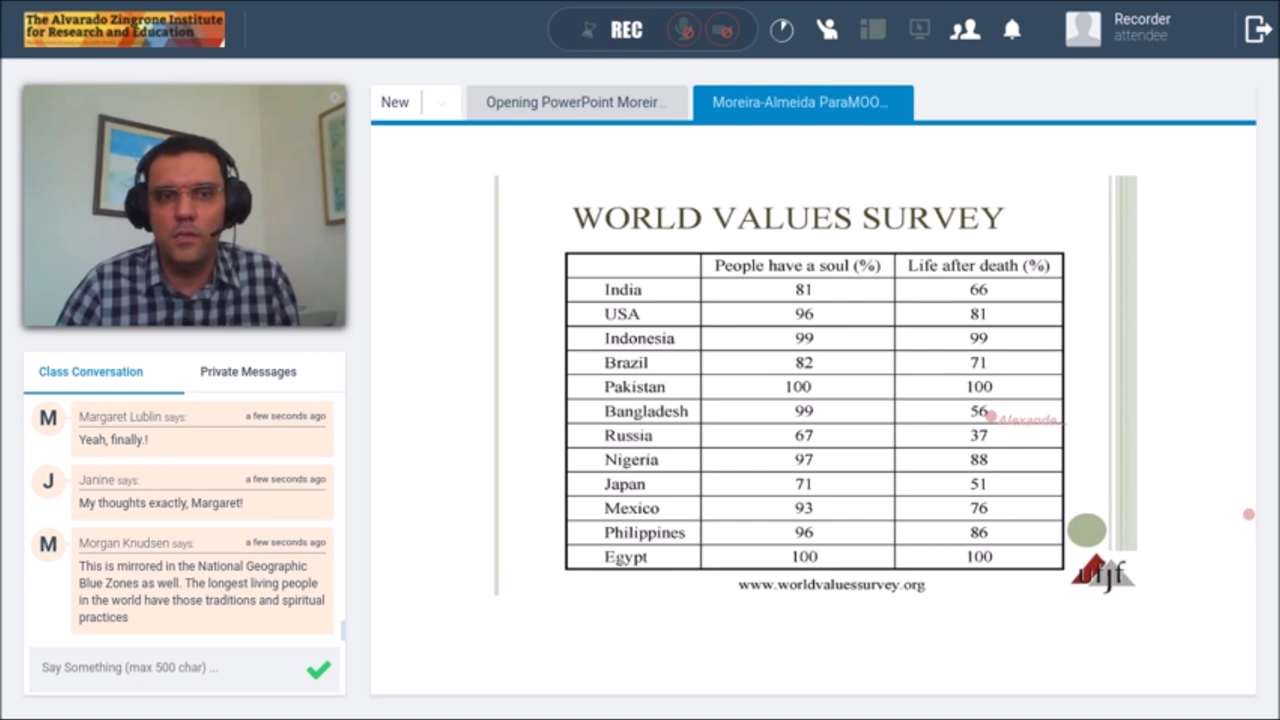 The Alvarado Zingrone Institute
for Research and Education
REC
Recorder
attendee
New
Opening PowerPoint Moreir...
Moreira-Almeida ParaMOO...
WORLD VALUES SURVEY
People have a soul (%) Life after death (%)
India 81 66
USA 96 81
Indonesia 99 99
Brazil 82 71
Pakistan 100 100
Bangladesh 99 56
Alexande...
Russia 67 37
Nigeria 97 88
Japan 71 51
Mexico 93 76
Philippines 96 86
Egypt 100 100
www.worldvaluessurvey.org
ufjf
Class Conversation
Private Messages
M
Margaret Lublin says: a few seconds ago
Yeah, finally.!
J
Janine says: a few seconds ago
My thoughts exactly, Margaret!
M
Morgan Knudsen says: a few seconds ago
This is mirrored in the National Geographic
Blue Zones as well. The longest living people
in the world have those traditions and spiritual
practices
Say Something (max 500 char) ...